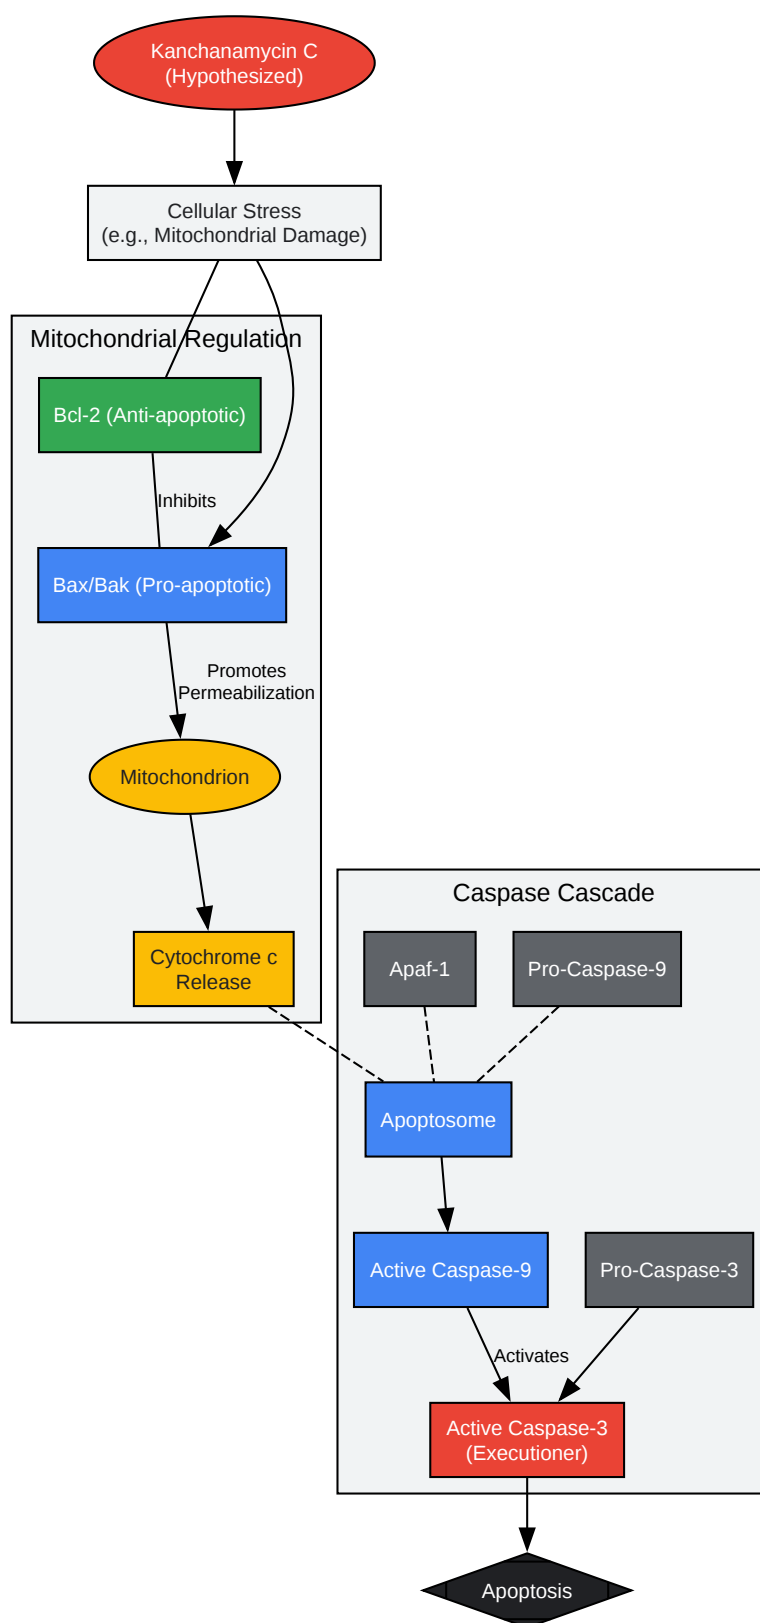 Kanchanamycin C
(Hypothesized)
Cellular Stress
(e.g., Mitochondrial Damage)
Mitochondrial Regulation
Bcl-2 (Anti-apoptotic)
Inhibits
Bax/Bak (Pro-apoptotic)
Promotes
Permeabilization
Mitochondrion
Cytochrome c
Release
Caspase Cascade
Apaf-1
Pro-Caspase-9
Apoptosome
Active Caspase-9
Pro-Caspase-3
Activates
Active Caspase-3
(Executioner)
Apoptosis